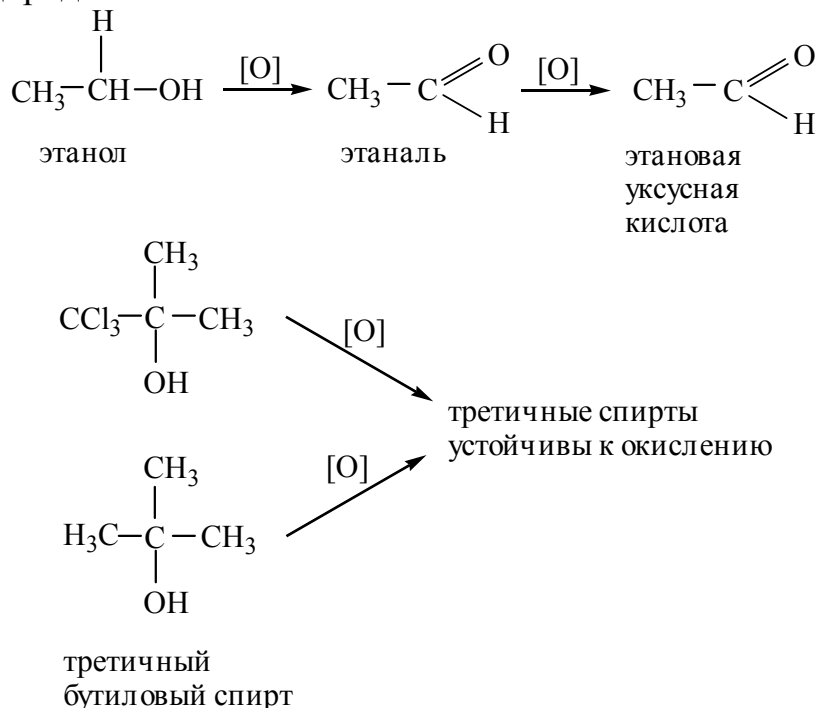 H
CH3 CH OH [O] CH3 C O H [O] CH3 C O H
этанол этаналь этановая
уксусная
кислота
CH3
CCl3 C CH3
OH
[O]
третичные спирты
устойчивы к окислению
CH3
[O]
H3C C CH3
OH
третичный
бутиловый спирт